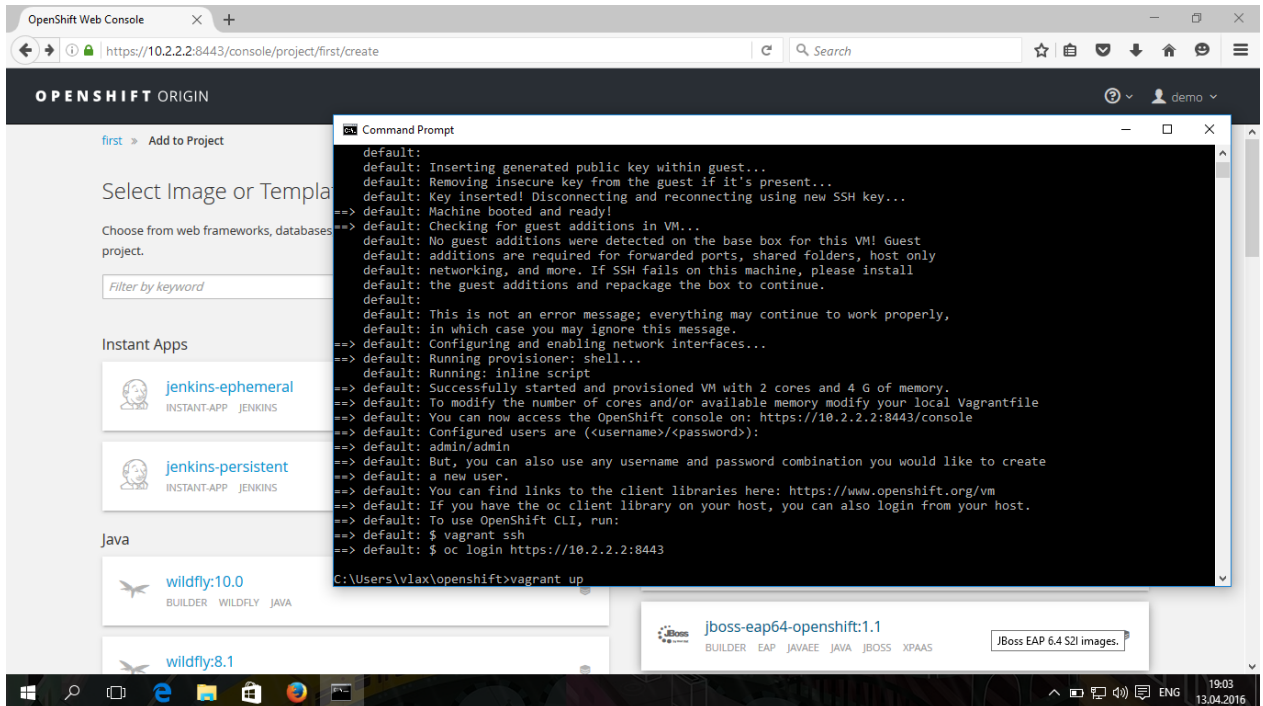 OpenShift Web Console
https://10.2.2.2:8443/console/project/first/create
Search
OPENSHIFT ORIGIN
demo
first » Add to Project
Select Image or Templa
Choose from web frameworks, databases
project.
Filter by keyword
Instant Apps
jenkins-ephemeral
INSTANT-APP JENKINS
jenkins-persistent
INSTANT-APP JENKINS
Java
wildfly:10.0
BUILDER WILDFLY JAVA
wildfly:8.1
Command Prompt
default:
default: Inserting generated public key within guest...
default: Removing insecure key from the guest if it's present...
default: Key inserted! Disconnecting and reconnecting using new SSH key...
==> default: Machine booted and ready!
==> default: Checking for guest additions in VM...
default: No guest additions were detected on the base box for this VM! Guest
default: additions are required for forwarded ports, shared folders, host only
default: networking, and more. If SSH fails on this machine, please install
default: the guest additions and repackage the box to continue.
default:
default: This is not an error message; everything may continue to work properly,
default: in which case you may ignore this message.
==> default: Configuring and enabling network interfaces...
==> default: Running provisioner: shell...
default: Running: inline script
==> default: Successfully started and provisioned VM with 2 cores and 4 G of memory.
==> default: To modify the number of cores and/or available memory modify your local Vagrantfile
==> default: You can now access the OpenShift console on: https://10.2.2.2:8443/console
==> default: Configured users are (<username>/<password>):
==> default: admin/admin
==> default: But, you can also use any username and password combination you would like to create
==> default: a new user.
==> default: You can find links to the client libraries here: https://www.openshift.org/vm
==> default: If you have the oc client library on your host, you can also login from your host.
==> default: To use OpenShift CLI, run:
==> default: $ vagrant ssh
==> default: $ oc login https://10.2.2.2:8443
C:\Users\vlax\openshift>vagrant up
JBoss
jboss-eap64-openshift:1.1
BUILDER EAP JAVAEE JAVA JBOSS XPAAS
JBoss EAP 6.4 S2I images.
ENG
19:03
13.04.2016